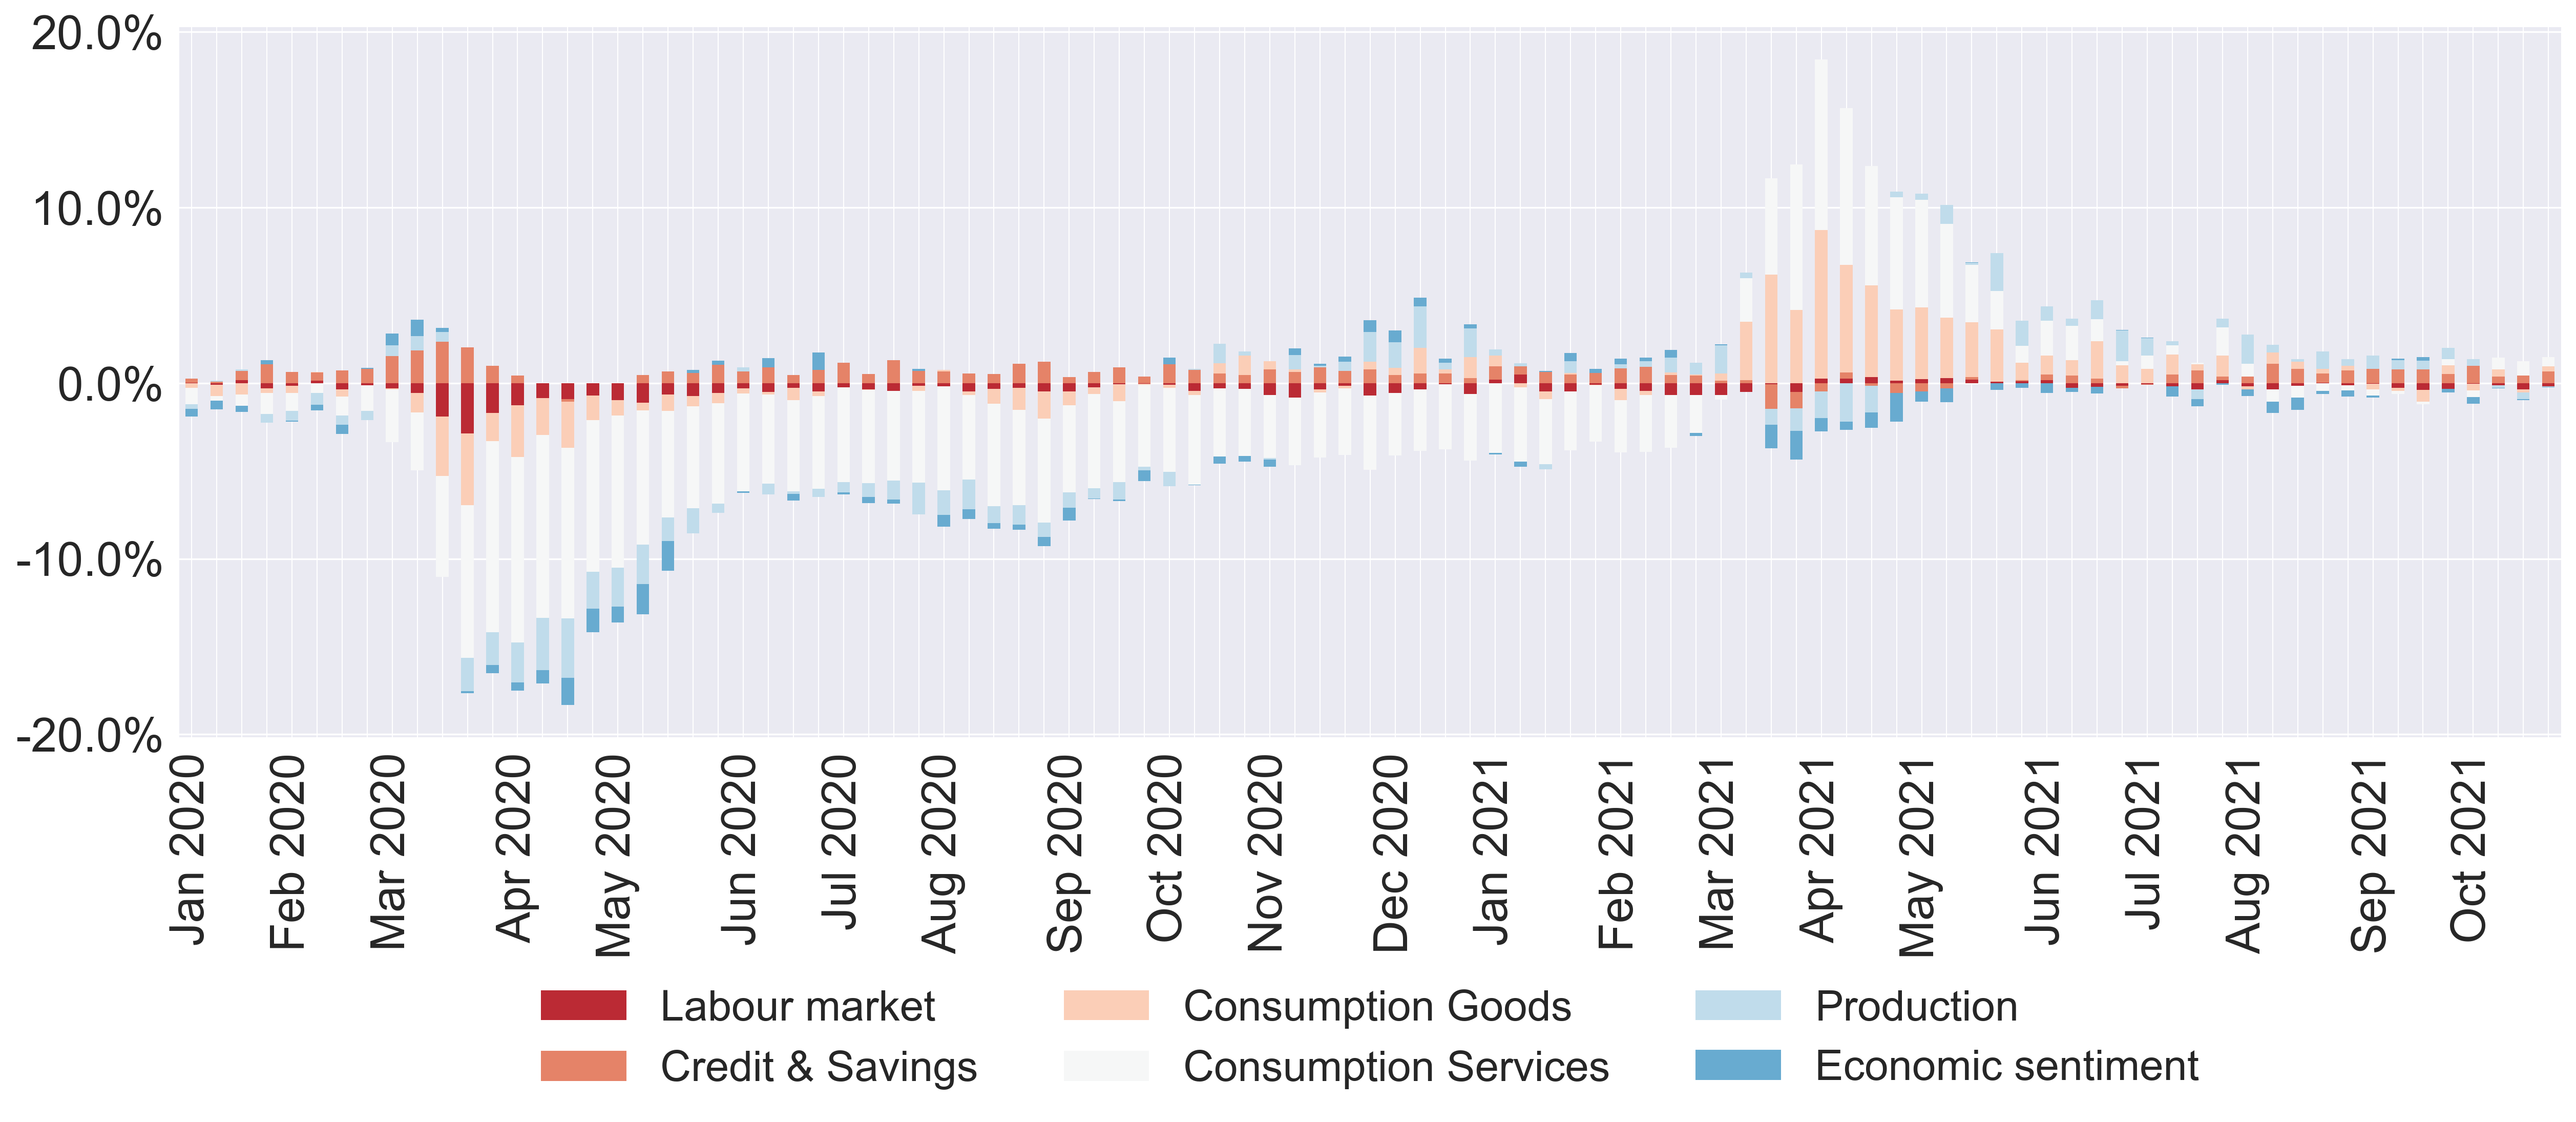 20.0%
10.0%
0.0%
-10.0%
-20.0%
Jan 2020
Feb 2020
Mar 2020
Apr 2020
May 2020
Jun 2020
Jul 2020
Aug 2020
Sep 2020
Oct 2020
Nov 2020
Dec 2020
Jan 2021
Feb 2021
Mar 2021
Apr 2021
May 2021
Jun 2021
Jul 2021
Aug 2021
Sep 2021
Oct 2021
Labour market
Consumption Goods
Production
Credit & Savings
Consumption Services
Economic sentiment